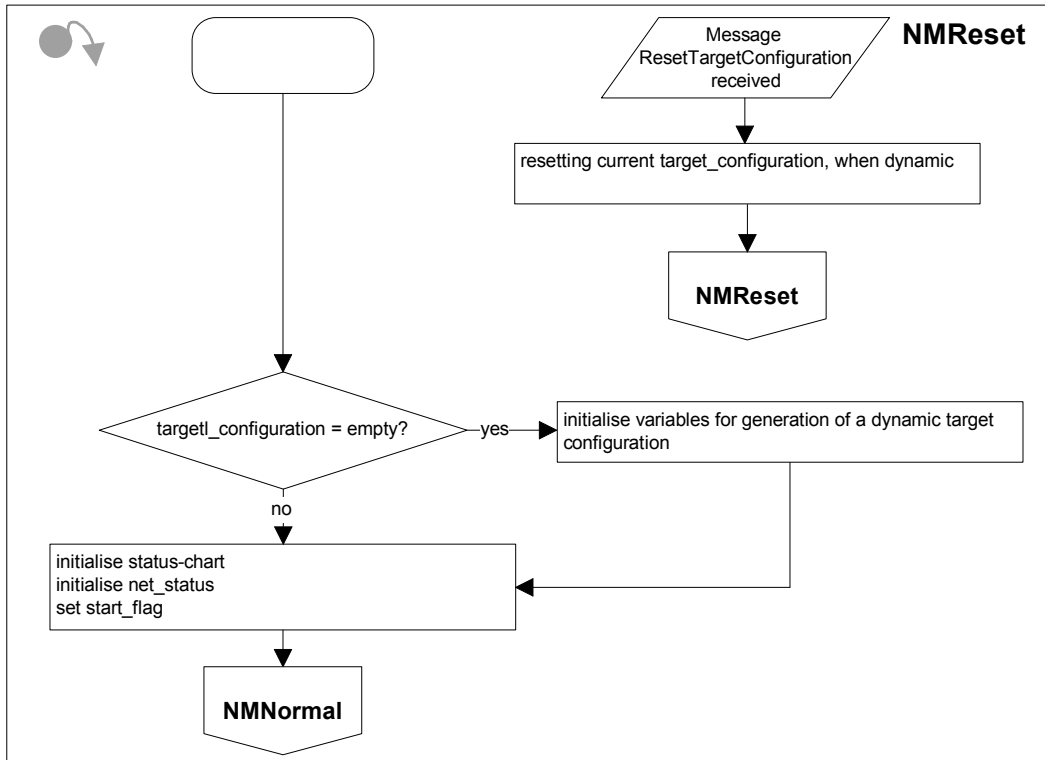 NMReset
Message
ResetTargetConfiguration
received
resetting current target_configuration, when dynamic
NMReset
targetl_configuration = empty?
yes
initialise variables for generation of a dynamic target
configuration
no
initialise status-chart
initialise net_status
set start_flag
NMNormal